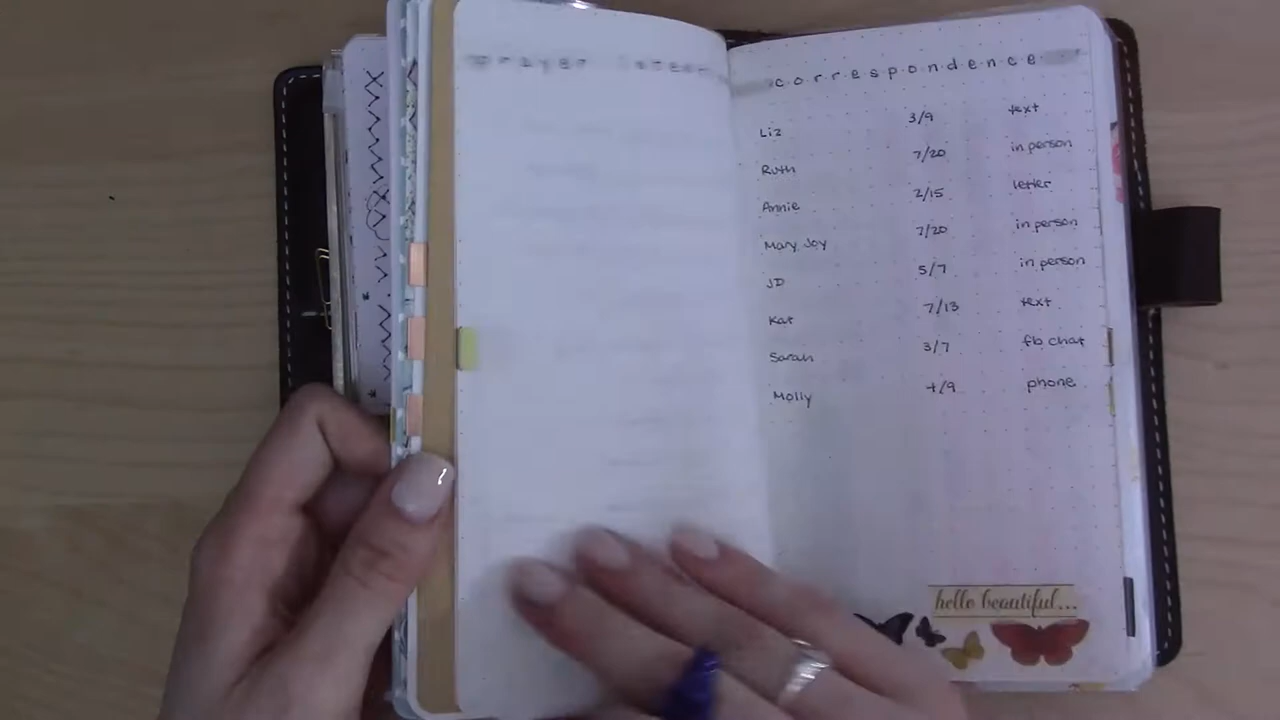 correspondence
Liz 3/9 text
Ruth 7/20 in person
Annie 2/15 letter
Mary Joy 7/20 in person
JD 5/7 in person
Kat 7/13 text
Sarah 3/7 fb chat
Molly 4/9 phone
hello beautiful...